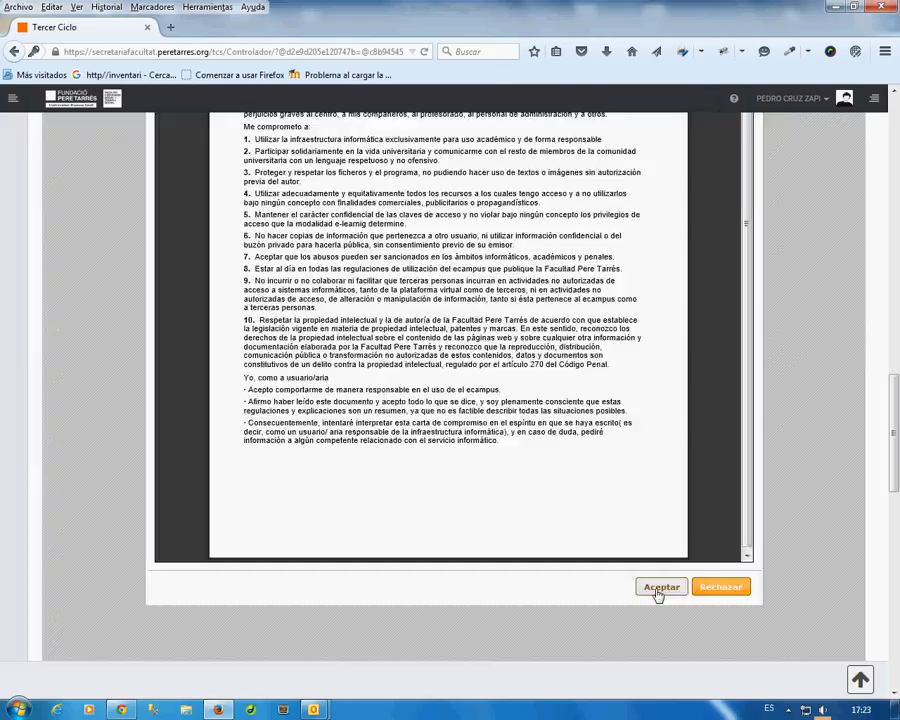 Archivo Editar Ver Historial Marcadores Herramientas Ayuda
Tercer Ciclo
https://secretariafacultat.peretarres.org/tcs/Controlador/?@d2e9d205e120747b=@c8b94545
Buscar
Más visitados http//inventari - Cerca... Comenzar a usar Firefox Problema al cargar la ...
FUNDACIÓ
PERETARRÉS
PEDRO CRUZ ZAPI
perjuicios graves al centro, a mis compañeros, al profesorado, al personal de administración y a otros.
Me comprometo a:
1. Utilizar la infraestructura informática exclusivamente para uso académico y de forma responsable
2. Participar solidariamente en la vida universitaria y comunicarme con el resto de miembros de la comunidad
universitaria con un lenguaje respetuoso y no ofensivo.
3. Proteger y respetar los ficheros y el programa, no pudiendo hacer uso de textos o imágenes sin autorización
previa del autor.
4. Utilizar adecuadamente y equitativamente todos los recursos a los cuales tengo acceso y a no utilizarlos
bajo ningún concepto con finalidades comerciales, publicitarios o propagandísticos.
5. Mantener el carácter confidencial de las claves de acceso y no violar bajo ningún concepto los privilegios de
acceso que la modalidad e-learnig determine.
6. No hacer copias de información que pertenezca a otro usuario, ni utilizar información confidencial o del
buzón privado para hacerla pública, sin consentimiento previo de su emisor.
7. Aceptar que los abusos pueden ser sancionados en los ámbitos informáticos, académicos y penales.
8. Estar al día en todas las regulaciones de utilización del ecampus que publique la Facultad Pere Tarrés.
9. No incurrir o no colaborar ni facilitar que terceras personas incurran en actividades no autorizadas de
acceso a sistemas informáticos, tanto de la plataforma virtual como de terceros, ni en actividades no
autorizadas de acceso, de alteración o manipulación de información, tanto si ésta pertenece al ecampus como
a terceras personas.
10. Respetar la propiedad intelectual y la de autoría de la Facultad Pere Tarrés de acuerdo con que establece
la legislación vigente en materia de propiedad intelectual, patentes y marcas. En este sentido, reconozco los
derechos de la propiedad intelectual sobre el contenido de las páginas web y sobre cualquier otra información y
documentación elaborada por la Facultad Pere Tarrés y reconozco que la reproducción, distribución,
comunicación pública o transformación no autorizadas de estos contenidos, datos y documentos son
constitutivos de un delito contra la propiedad intelectual, regulado por el artículo 270 del Código Penal.
Yo, como a usuario/aria
- Acepto comportarme de manera responsable en el uso de el ecampus.
- Afirmo haber leído este documento y acepto todo lo que se dice, y soy plenamente consciente que estas
regulaciones y explicaciones son un resumen, ya que no es factible describir todas las situaciones posibles.
- Consecuentemente, intentaré interpretar esta carta de compromiso en el espíritu en que se haya escrito( es
decir, como un usuario/ aria responsable de la infraestructura informática), y en caso de duda, pediré
información a algún competente relacionado con el servicio informático.
Aceptar Rechazar
ES 17:23